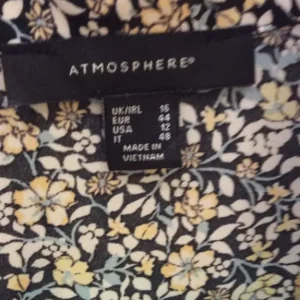 ATMOSPHERE®
UK/IRL 16
EUR 44
USA 12
IT 48
MADE IN
VIETNAM